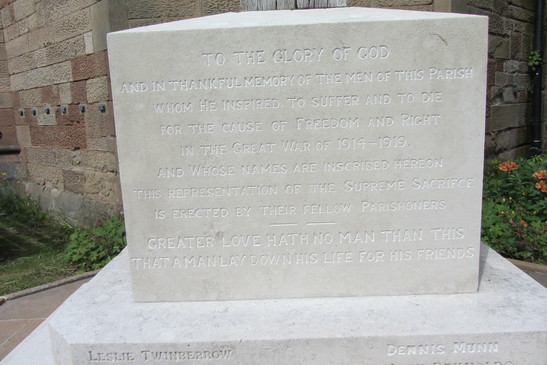 TO THE GLORY OF GOD
AND IN THANKFUL MEMORY OF THE MEN OF THIS PARISH
WHOM HE INSPIRED TO SUFFER AND TO DIE
FOR THE CAUSE OF FREEDOM AND RIGHT
IN THE GREAT WAR OF 1914-1919.
AND WHOSE NAMES ARE INSCRIBED HEREON
THIS REPRESENTATION OF THE SUPREME SACRIFCE
IS ERECTED BY THEIR FELLOW PARISHONERS
GREATER LOVE HATH NO MAN THAN THIS
THAT A MAN LAY DOWN HIS LIFE FOR HIS FRIENDS
LESLIE TWINBERROW
DENNIS MUNN
REYNOLDS